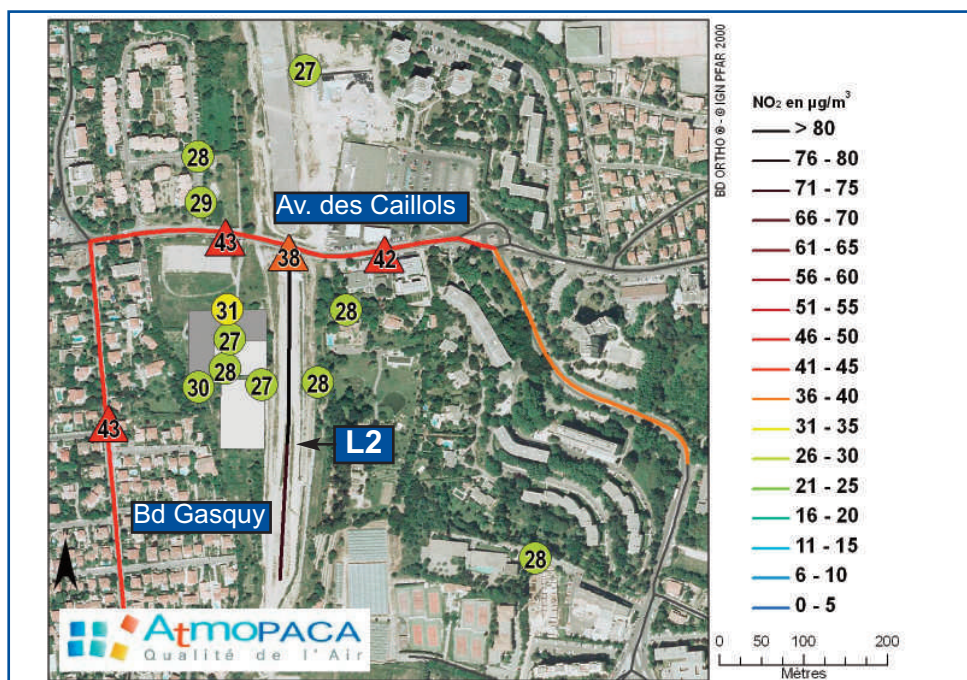 27
28
29
Av. des Caillols
43
38
42
31
28
27
28
30
27
28
43
L2
Bd Gasquy
28
AtmoPACA
Qualité de l'Air
BD ORTHO ® - © IGN PFAR 2000
NO₂ en µg/m³
> 80
76 - 80
71 - 75
66 - 70
61 - 65
56 - 60
51 - 55
46 - 50
41 - 45
36 - 40
31 - 35
26 - 30
21 - 25
16 - 20
11 - 15
6 - 10
0 - 5
0 50 100 200
Mètres